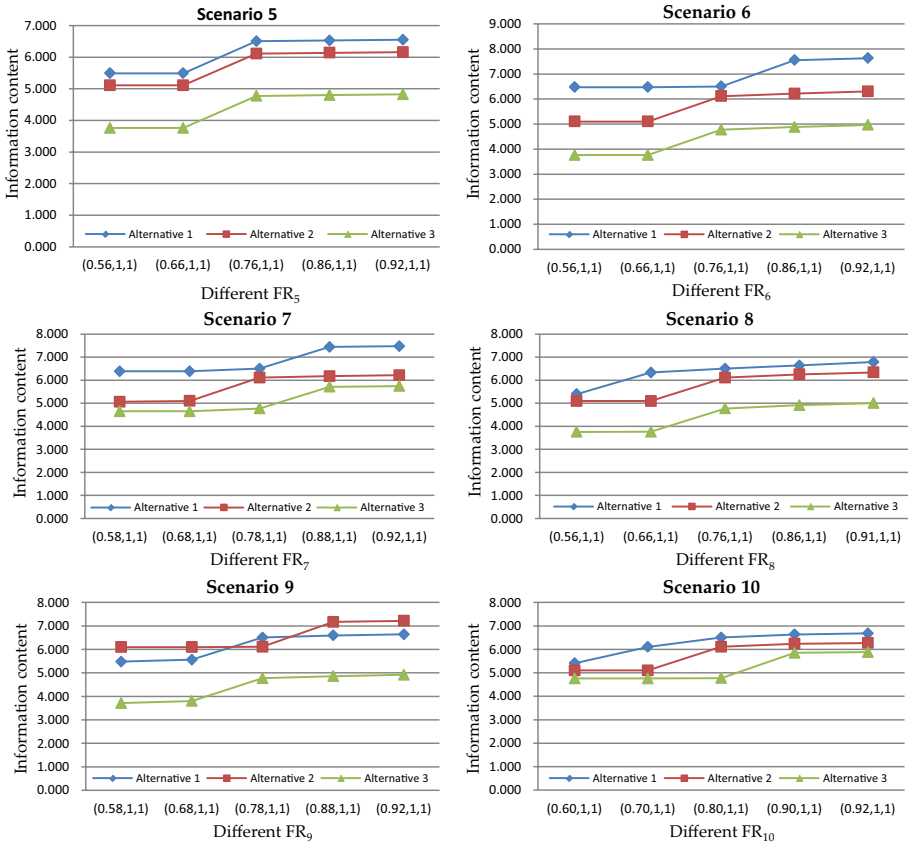 Scenario 5
Information content
7.000
6.000
5.000
4.000
3.000
2.000
1.000
0.000
Alternative 1 Alternative 2 Alternative 3
(0.56,1,1) (0.66,1,1) (0.76,1,1) (0.86,1,1) (0.92,1,1)
Different FR5
Scenario 6
Information content
9.000
8.000
7.000
6.000
5.000
4.000
3.000
2.000
1.000
0.000
Alternative 1 Alternative 2 Alternative 3
(0.56,1,1) (0.66,1,1) (0.76,1,1) (0.86,1,1) (0.92,1,1)
Different FR6
Scenario 7
Information content
8.000
7.000
6.000
5.000
4.000
3.000
2.000
1.000
0.000
Alternative 1 Alternative 2 Alternative 3
(0.58,1,1) (0.68,1,1) (0.78,1,1) (0.88,1,1) (0.92,1,1)
Different FR7
Scenario 8
Information content
8.000
7.000
6.000
5.000
4.000
3.000
2.000
1.000
0.000
Alternative 1 Alternative 2 Alternative 3
(0.56,1,1) (0.66,1,1) (0.76,1,1) (0.86,1,1) (0.91,1,1)
Different FR8
Scenario 9
Information content
8.000
7.000
6.000
5.000
4.000
3.000
2.000
1.000
0.000
Alternative 1 Alternative 2 Alternative 3
(0.58,1,1) (0.68,1,1) (0.78,1,1) (0.88,1,1) (0.92,1,1)
Different FR9
Scenario 10
Information content
8.000
7.000
6.000
5.000
4.000
3.000
2.000
1.000
0.000
Alternative 1 Alternative 2 Alternative 3
(0.60,1,1) (0.70,1,1) (0.80,1,1) (0.90,1,1) (0.92,1,1)
Different FR10